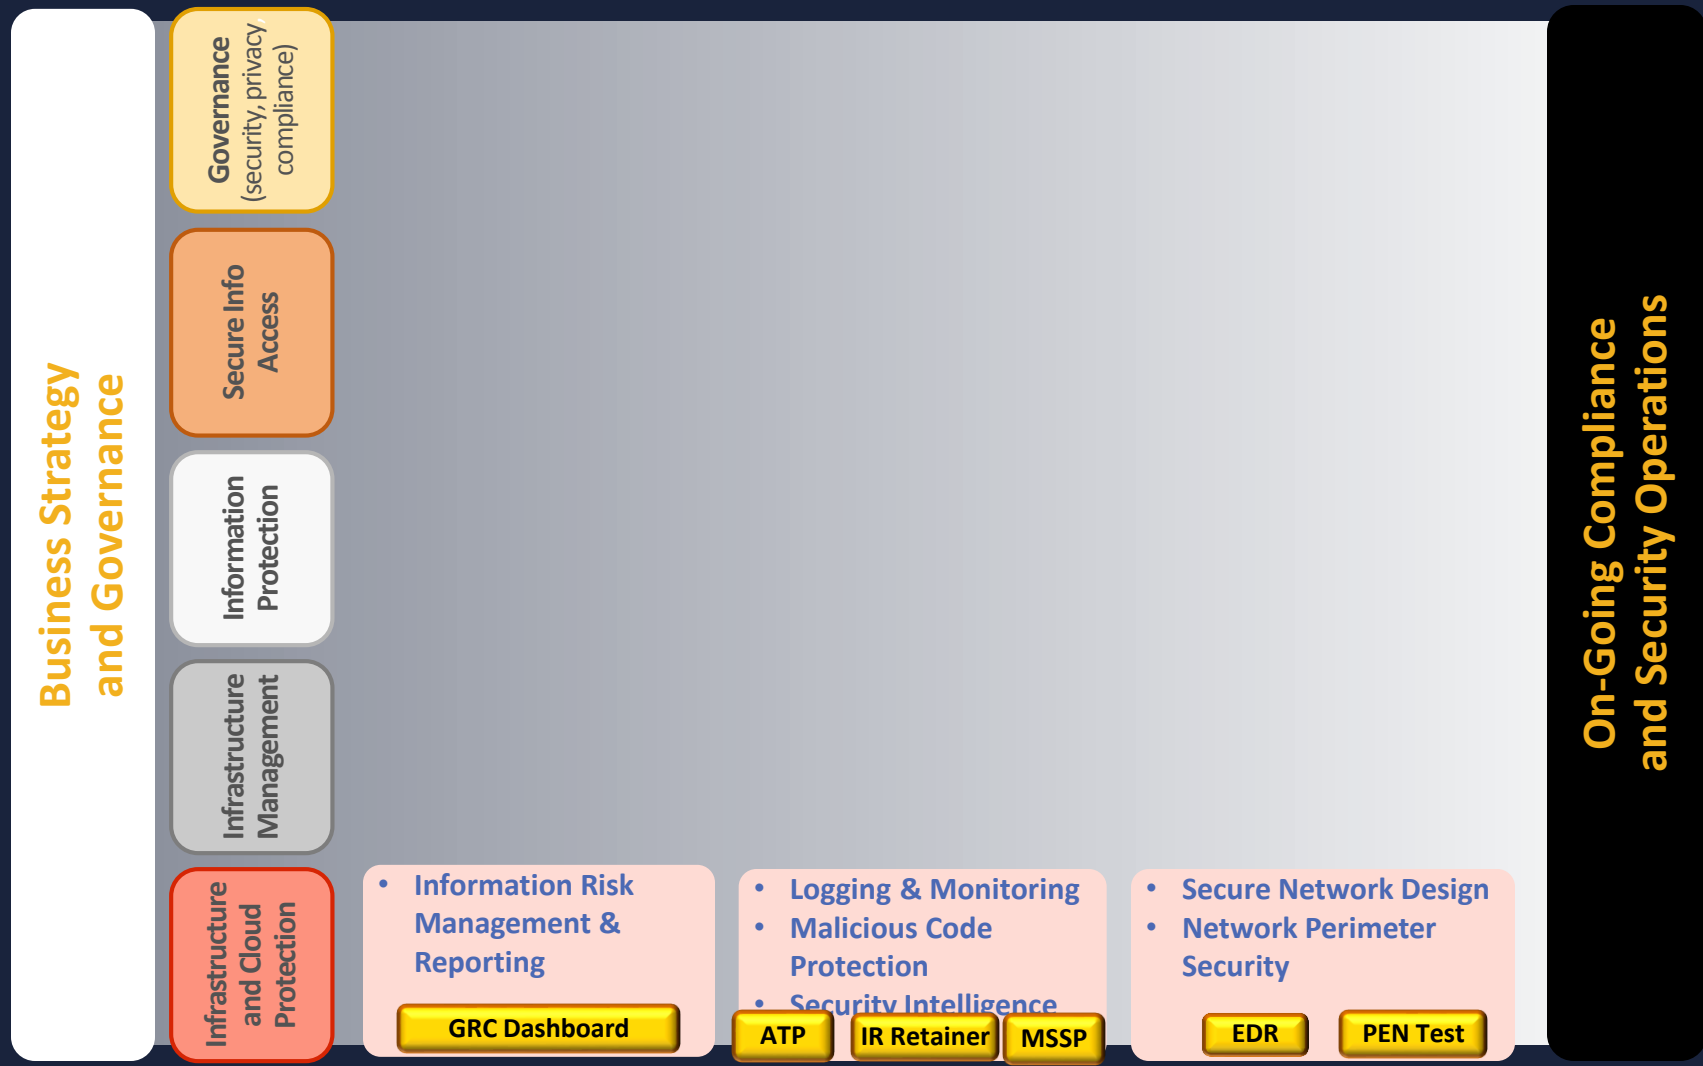 Business Strategy
and Governance
Governance
(security, privacy,
compliance)
Secure Info
Access
Information
Protection
Infrastructure
Management
Infrastructure
and Cloud
Protection
• Information Risk
Management &
Reporting
GRC Dashboard
• Logging & Monitoring
• Malicious Code
Protection
• Security Intelligence
ATP
IR Retainer
MSSP
• Secure Network Design
• Network Perimeter
Security
EDR
PEN Test
On-Going Compliance
and Security Operations